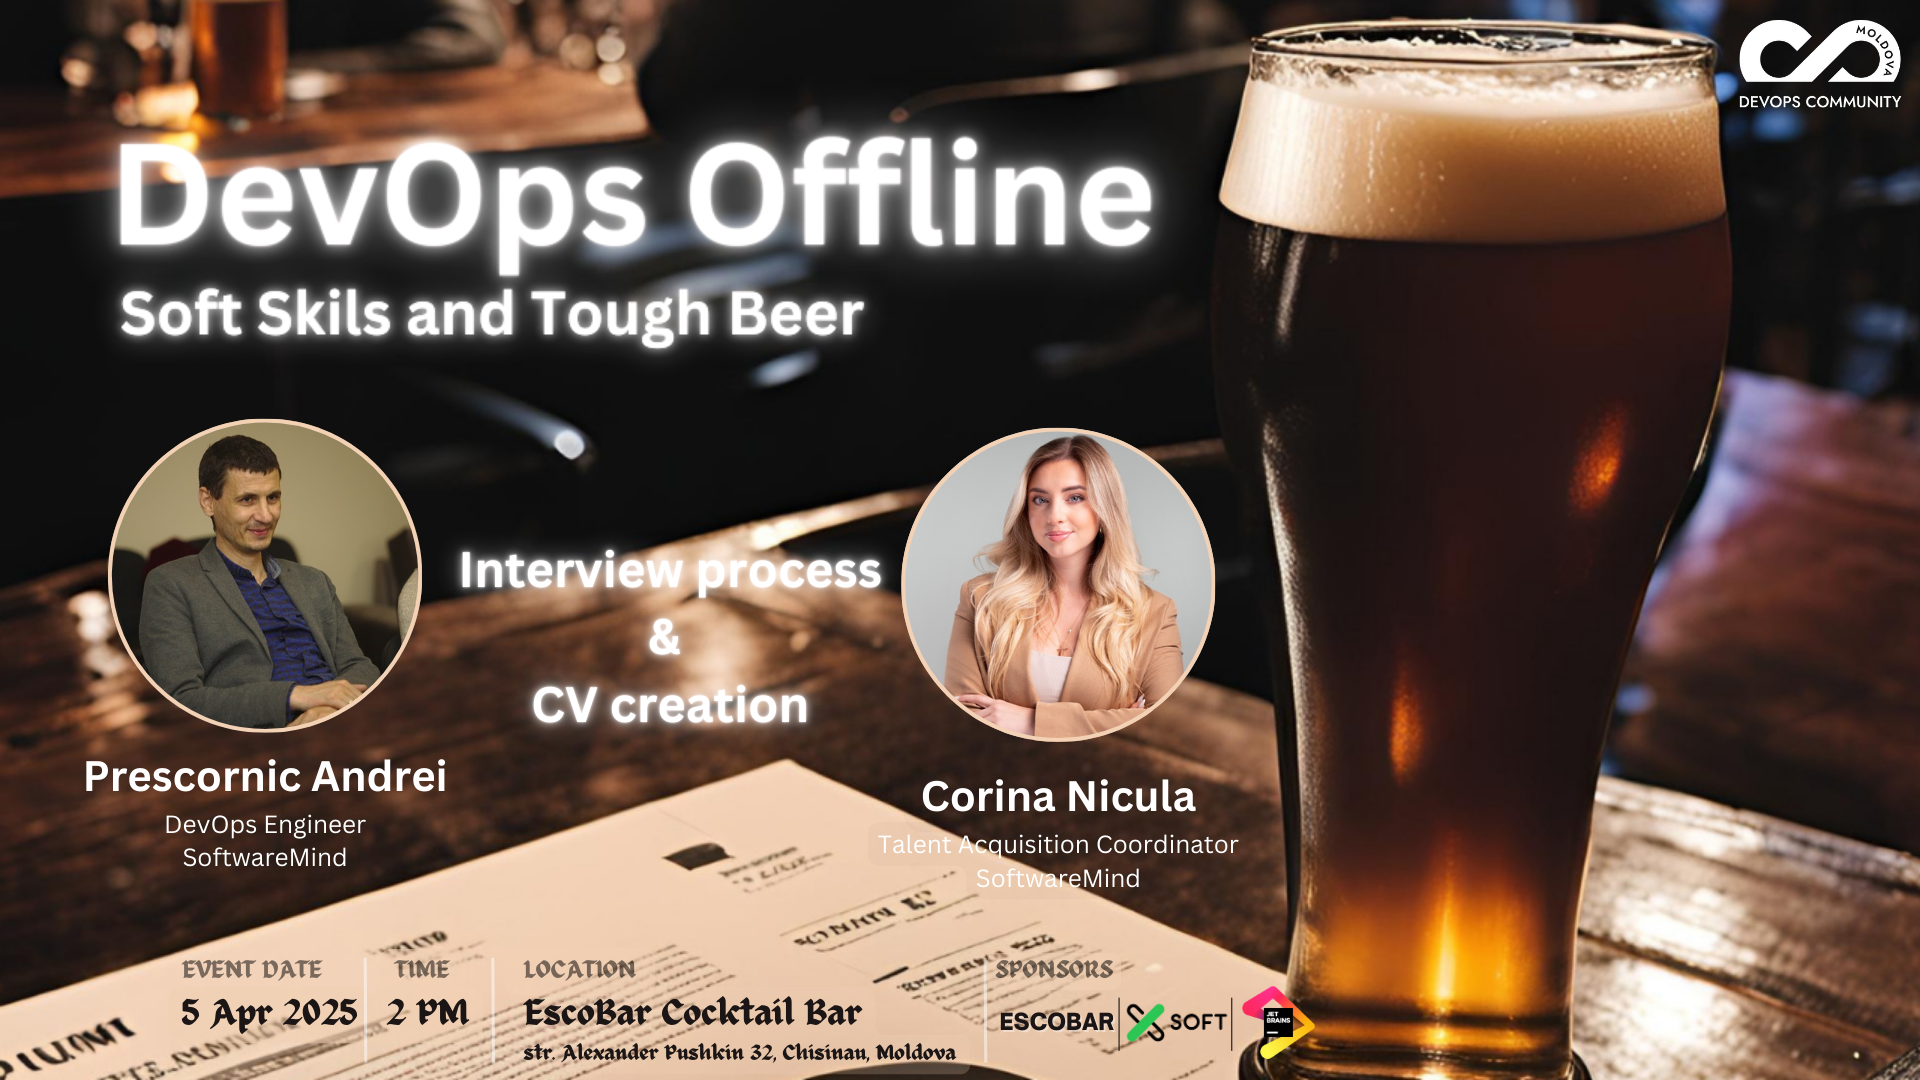 MOLDOVA
DEVOPS COMMUNITY
DevOps Offline
Soft Skils and Tough Beer
Interview process
&
CV creation
Prescornic Andrei
DevOps Engineer
SoftwareMind
Corina Nicula
Talent Acquisition Coordinator
SoftwareMind
EVENT DATE
5 Apr 2025
TIME
2 PM
LOCATION
EscoBar Cocktail Bar
str. Alexander Pushkin 32, Chisinau, Moldova
SPONSORS
ESCOBAR
X SOFT
JET
BRAINS